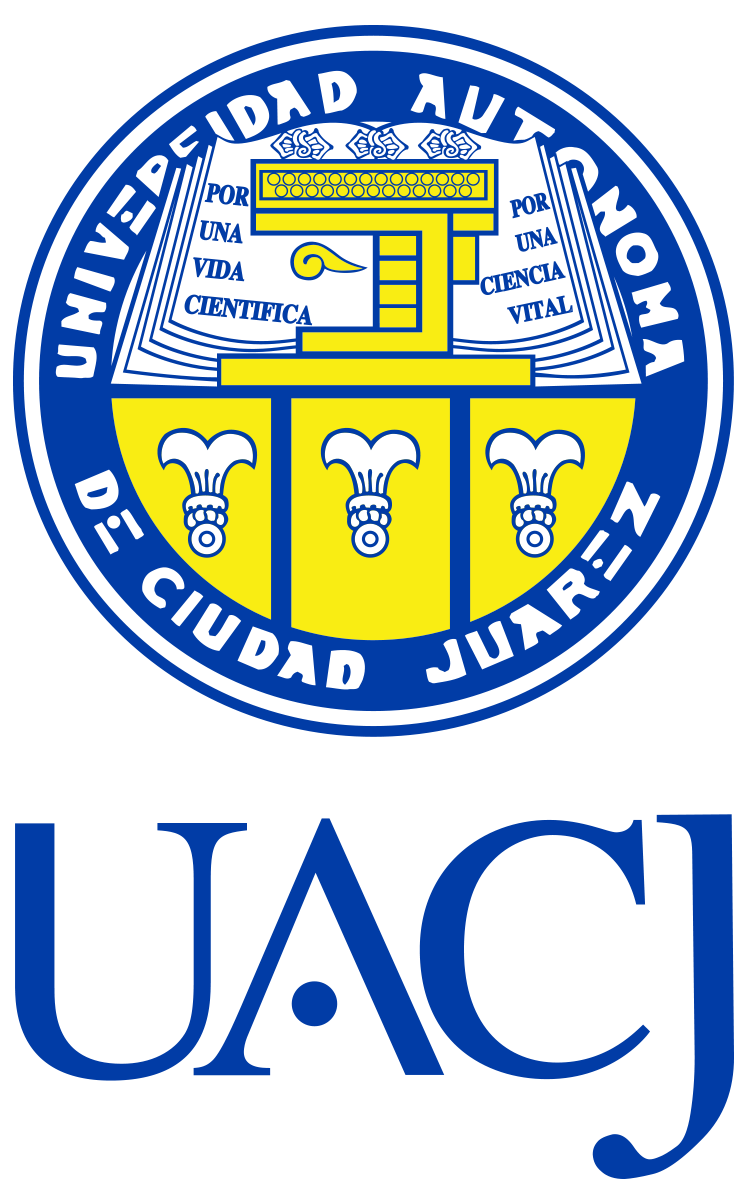 UNIVERSIDAD AUTONOMA
POR
UNA
VIDA
CIENTIFICA
POR
UNA
CIENCIA
VITAL
DE CIUDAD JUAREZ
UACJ